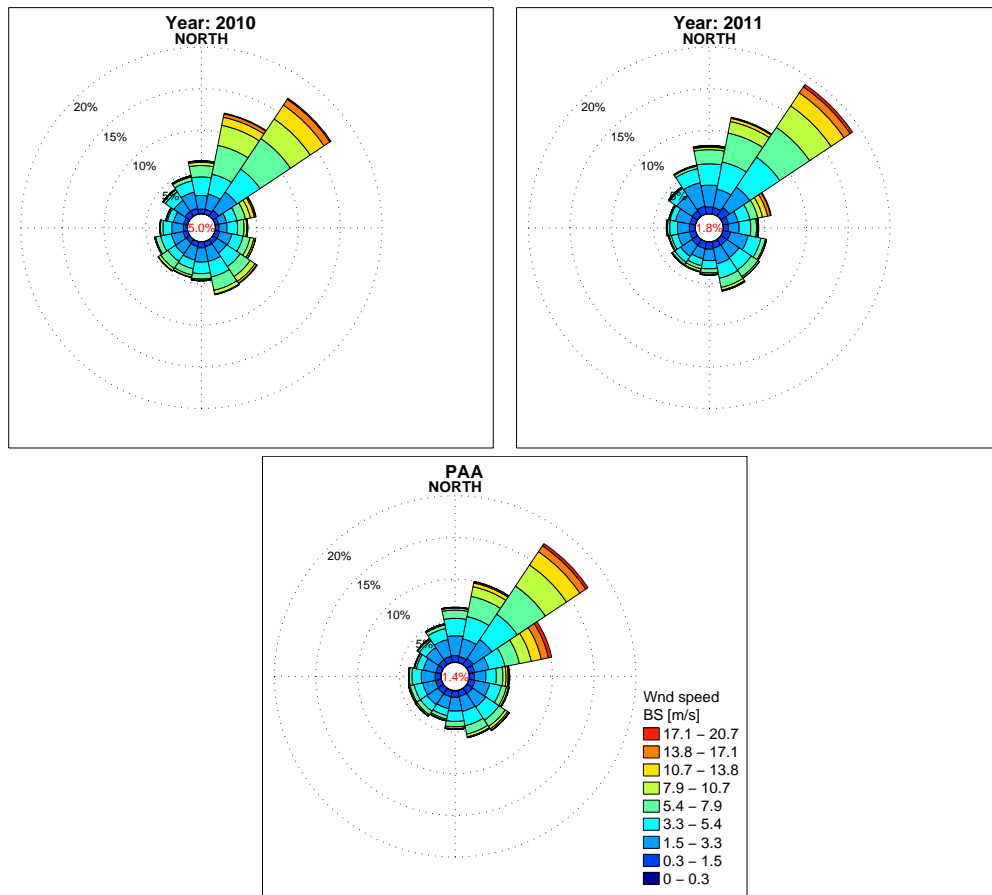 Year: 2010
NORTH
20%
15%
10%
5%
5.0%
Year: 2011
NORTH
20%
15%
10%
5%
1.8%
PAA
NORTH
20%
15%
10%
5%
1.4%
Wnd speed
BS [m/s]
17.1 – 20.7
13.8 – 17.1
10.7 – 13.8
7.9 – 10.7
5.4 – 7.9
3.3 – 5.4
1.5 – 3.3
0.3 – 1.5
0 – 0.3